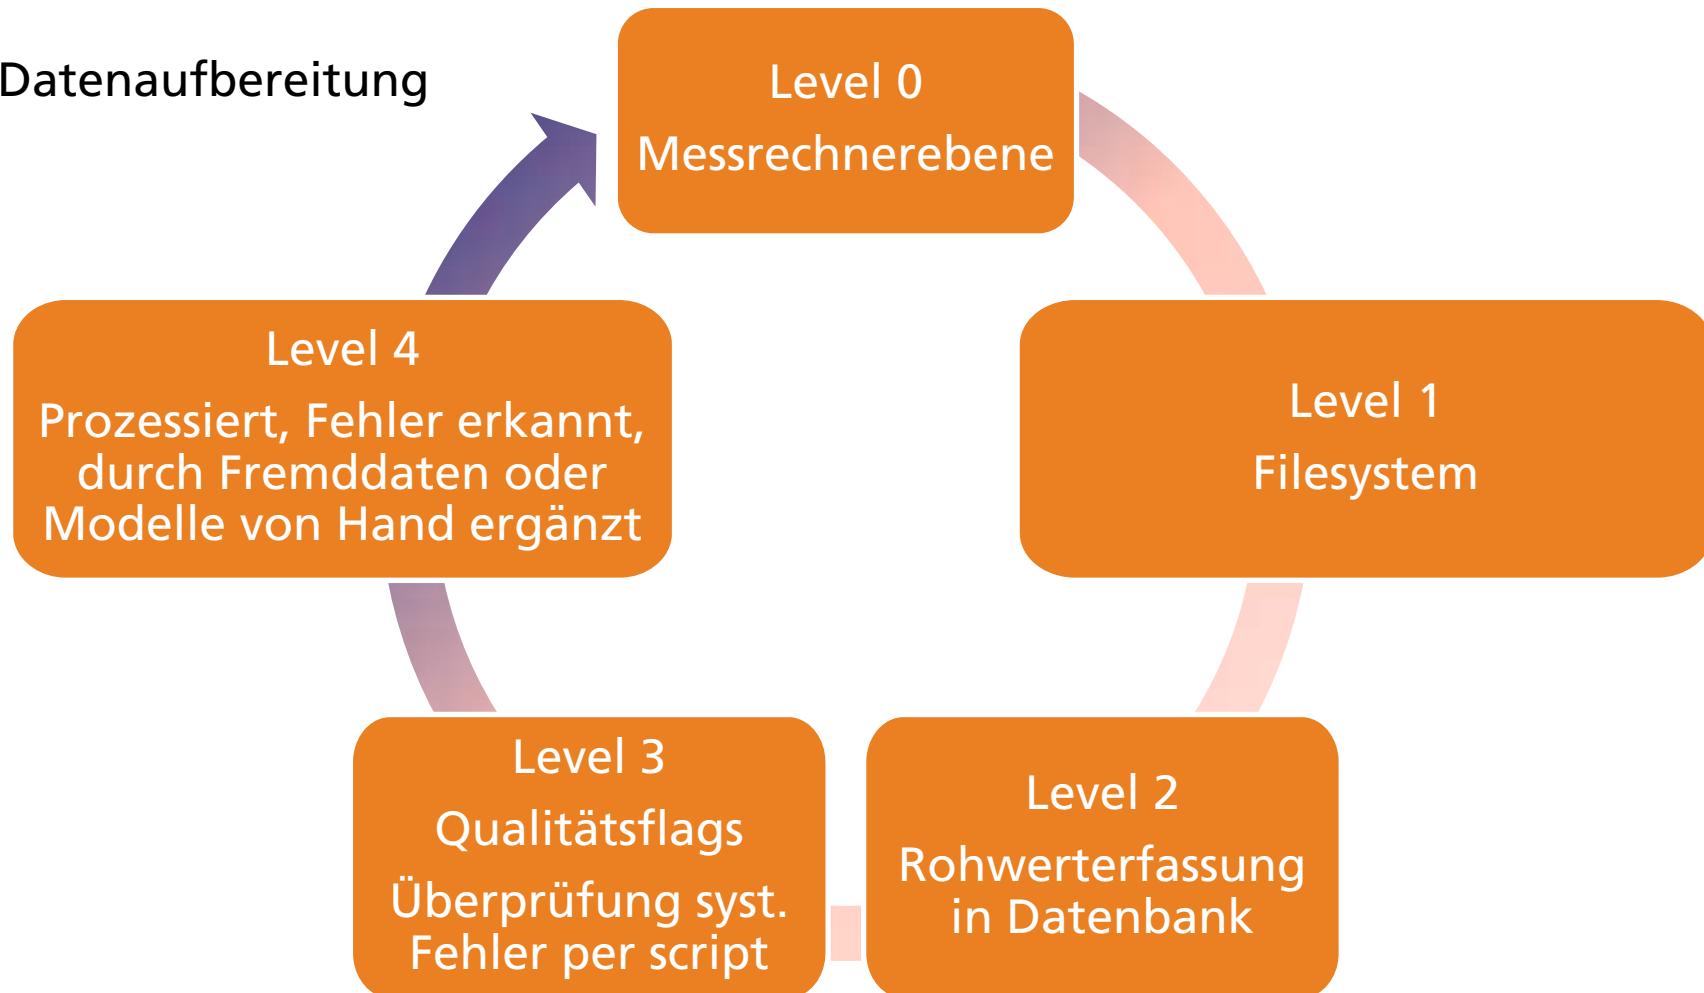 Datenaufbereitung
Level 0
Messrechnerebene
Level 1
Filesystem
Level 2
Rohwerterfassung
in Datenbank
Level 3
Qualitätsflags
Überprüfung syst.
Fehler per script
Level 4
Prozessiert, Fehler erkannt,
durch Fremddaten oder
Modelle von Hand ergänzt